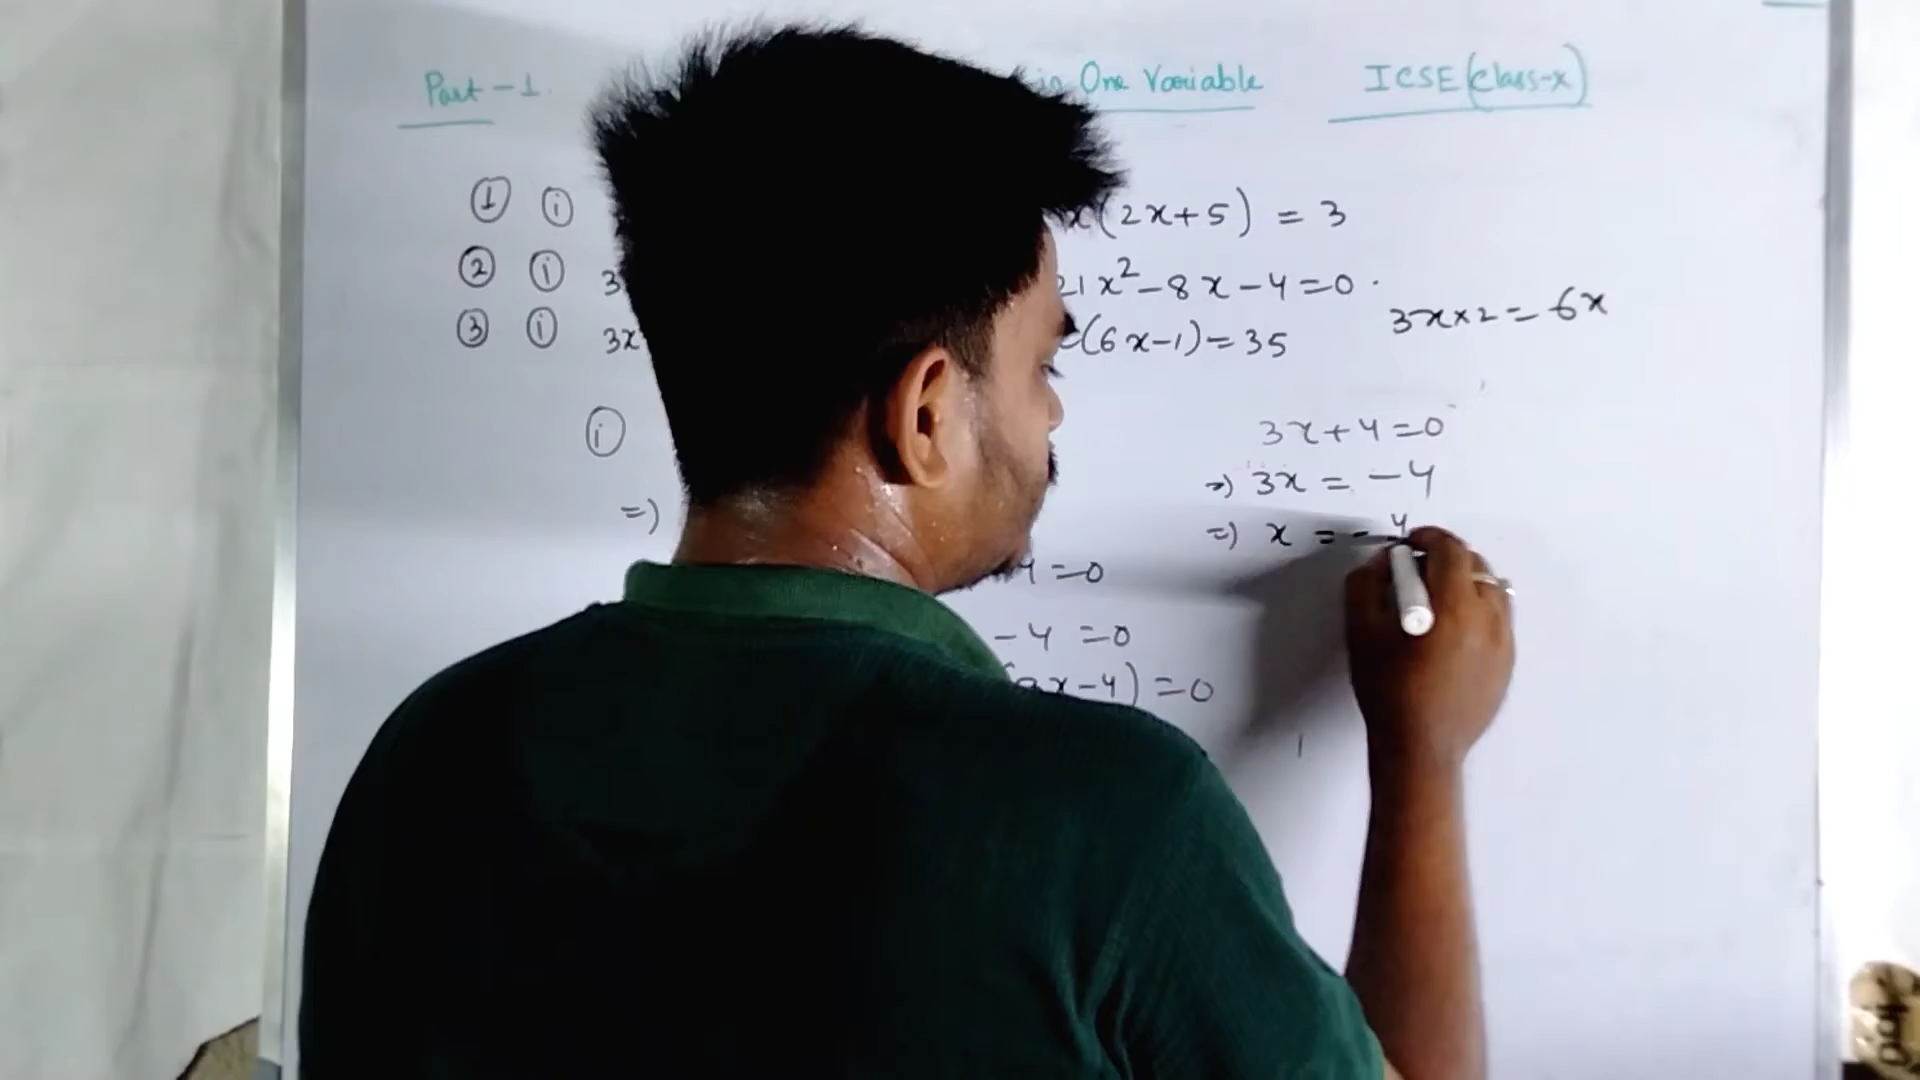 Part-1. in One Variable ICSE (Class-X)
① ⓘ x(2x+5) = 3
② ⓘ 3 21x²-8x-4=0.
③ ⓘ 3x (6x-1)=35
3x×2=6x
ⓘ
=)
4=0
-4=0
x-4)=0
3x+4=0
=) 3x = -4
=) x = -4